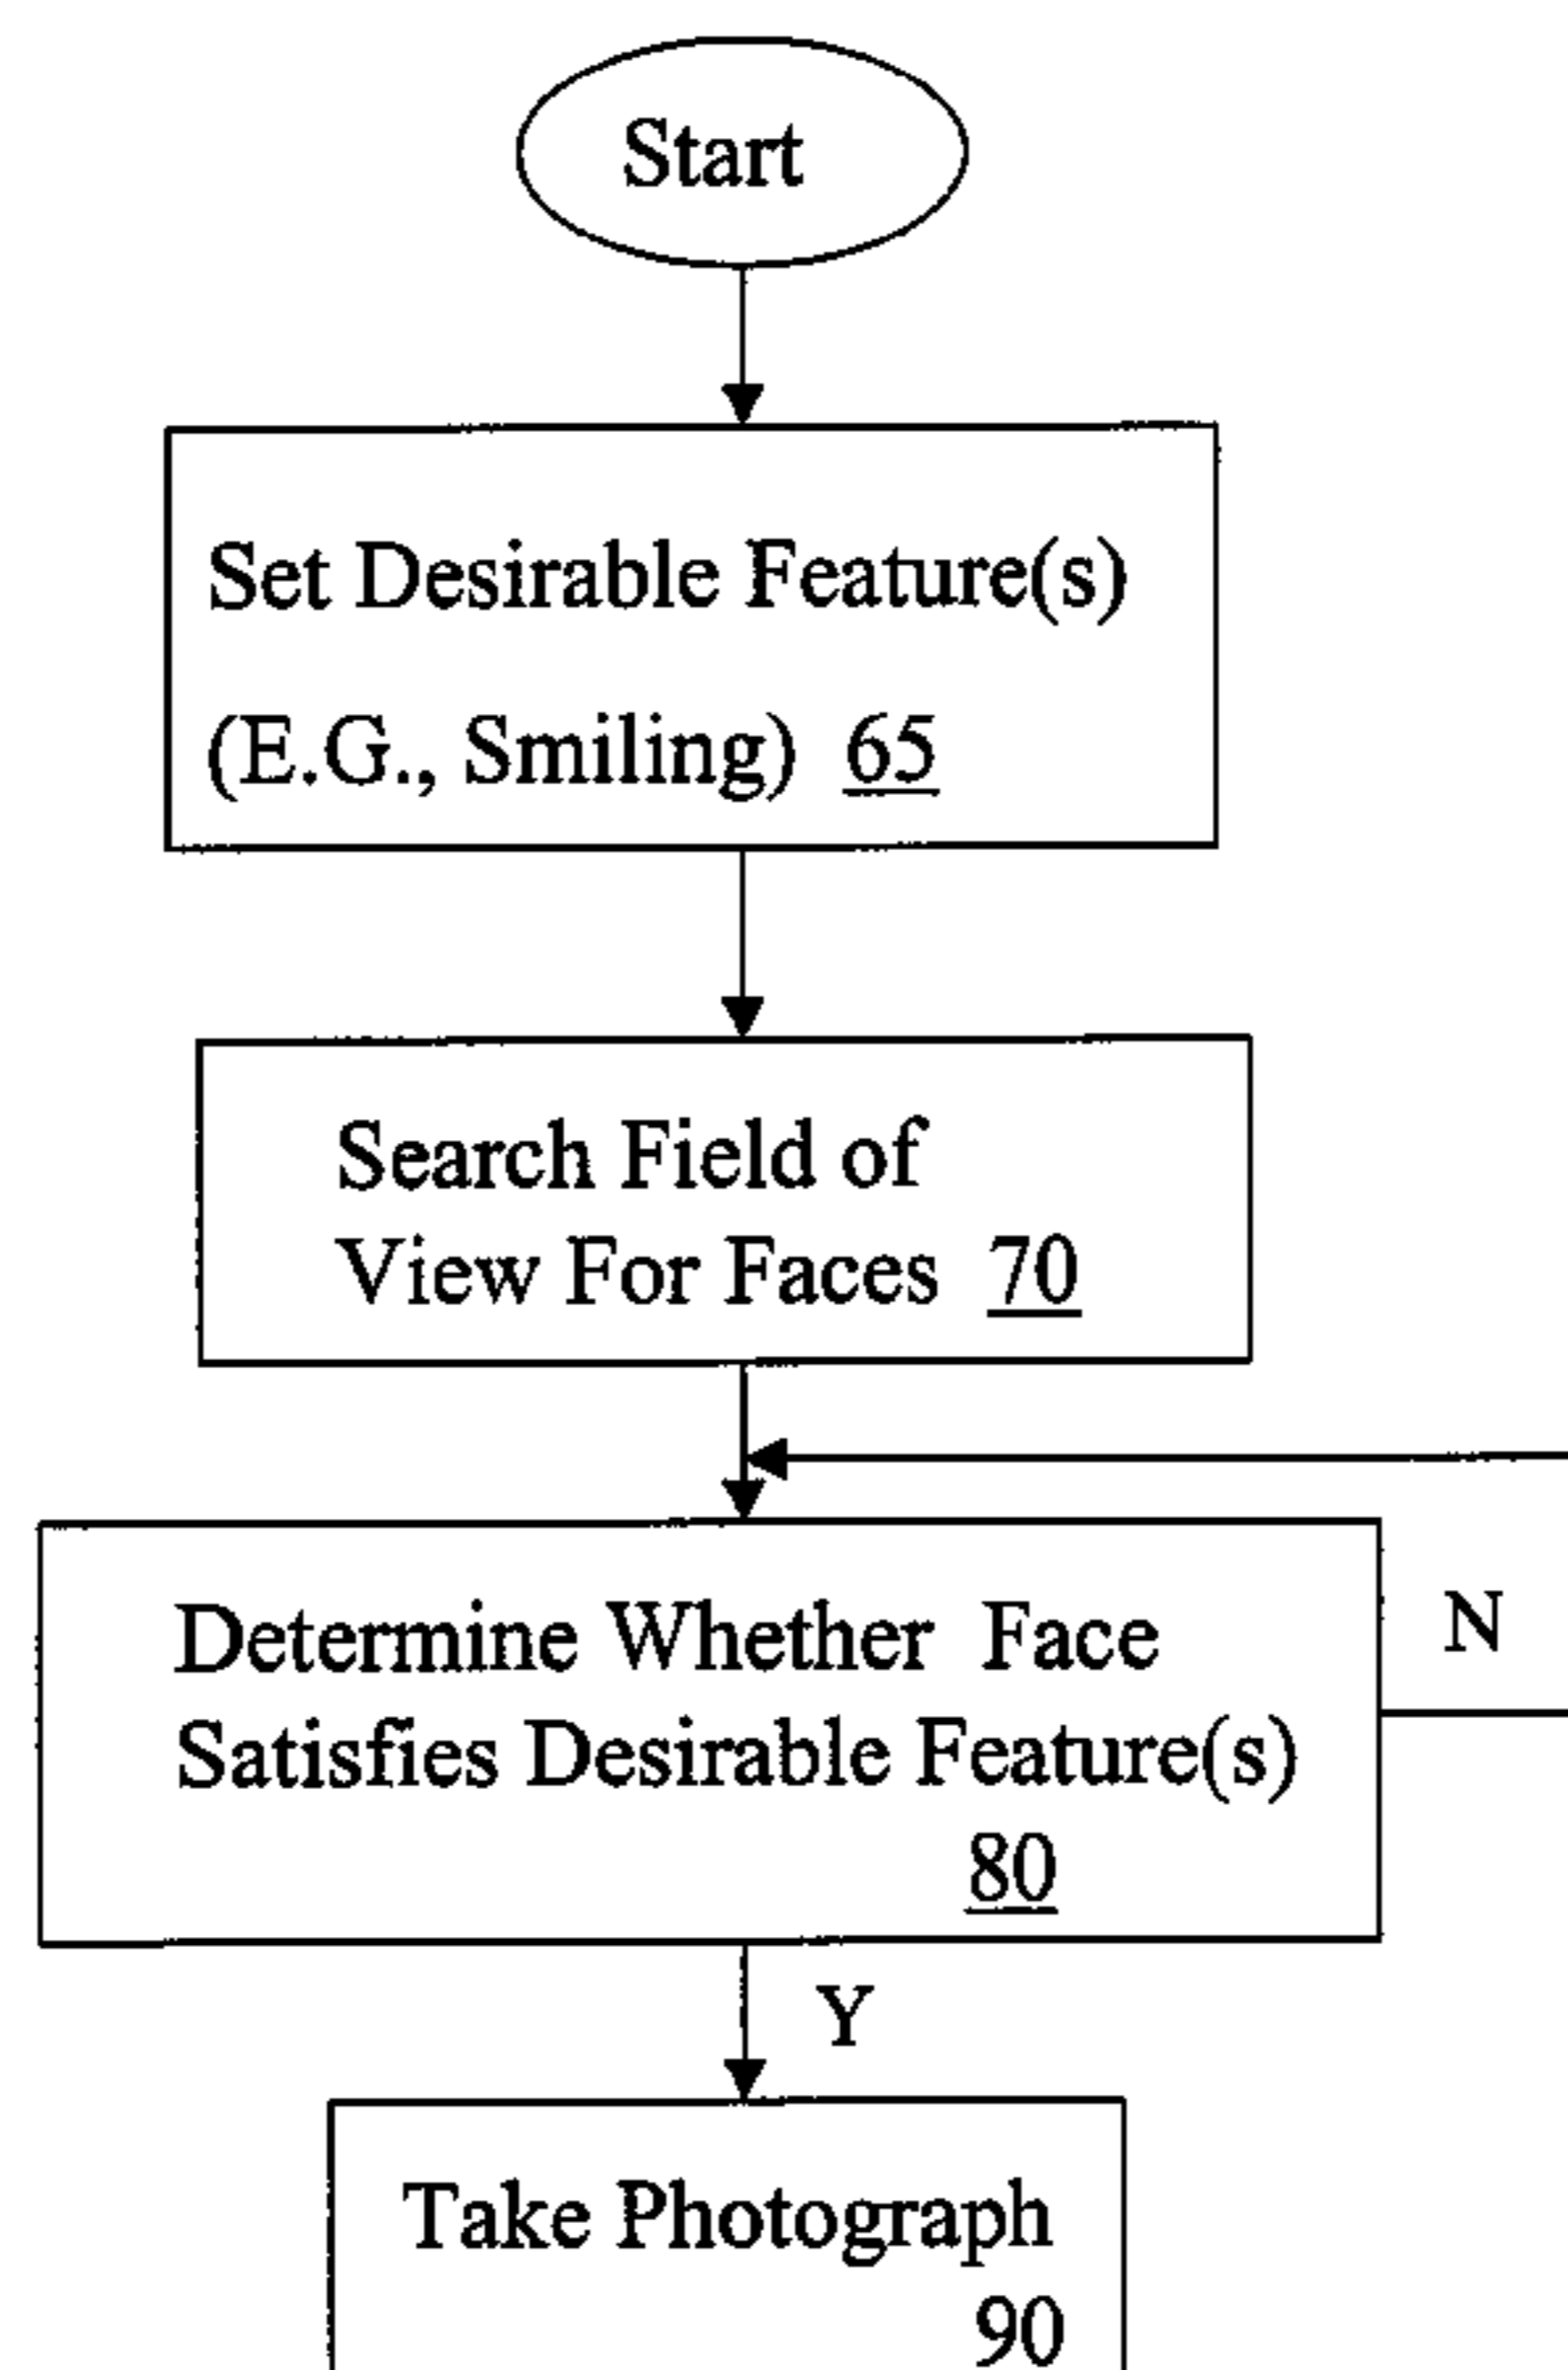 Start
Set Desirable Feature(s)
(E.G., Smiling) 65
Search Field of
View For Faces 70
Determine Whether Face
Satisfies Desirable Feature(s)
80
N
Y
Take Photograph
90